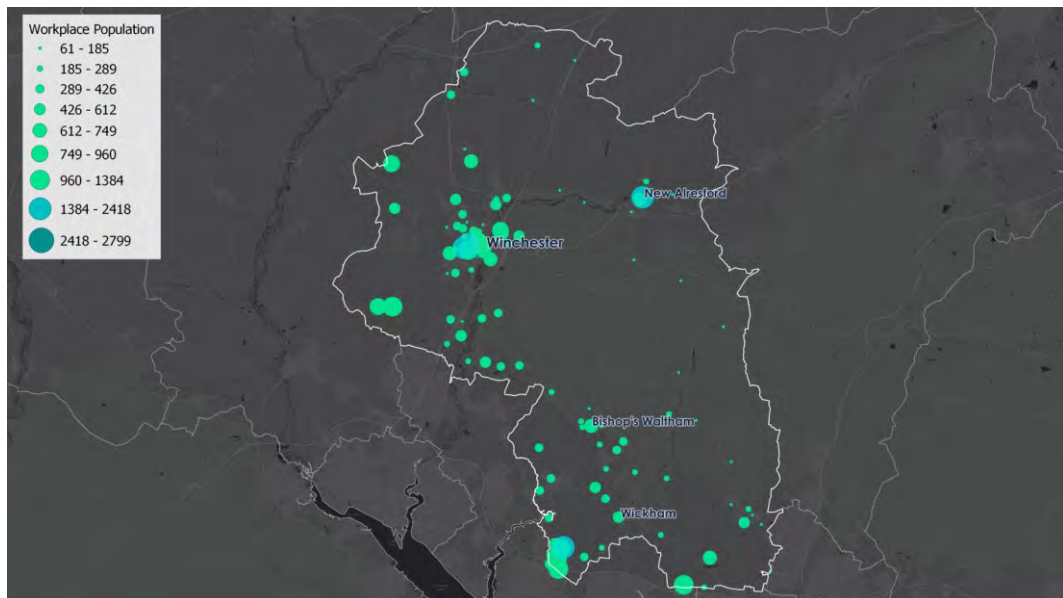 Workplace Population
61 - 185
185 - 289
289 - 426
426 - 612
612 - 749
749 - 960
960 - 1384
1384 - 2418
2418 - 2799
New Alresford
Winchester
Bishop's Waltham
Wickham